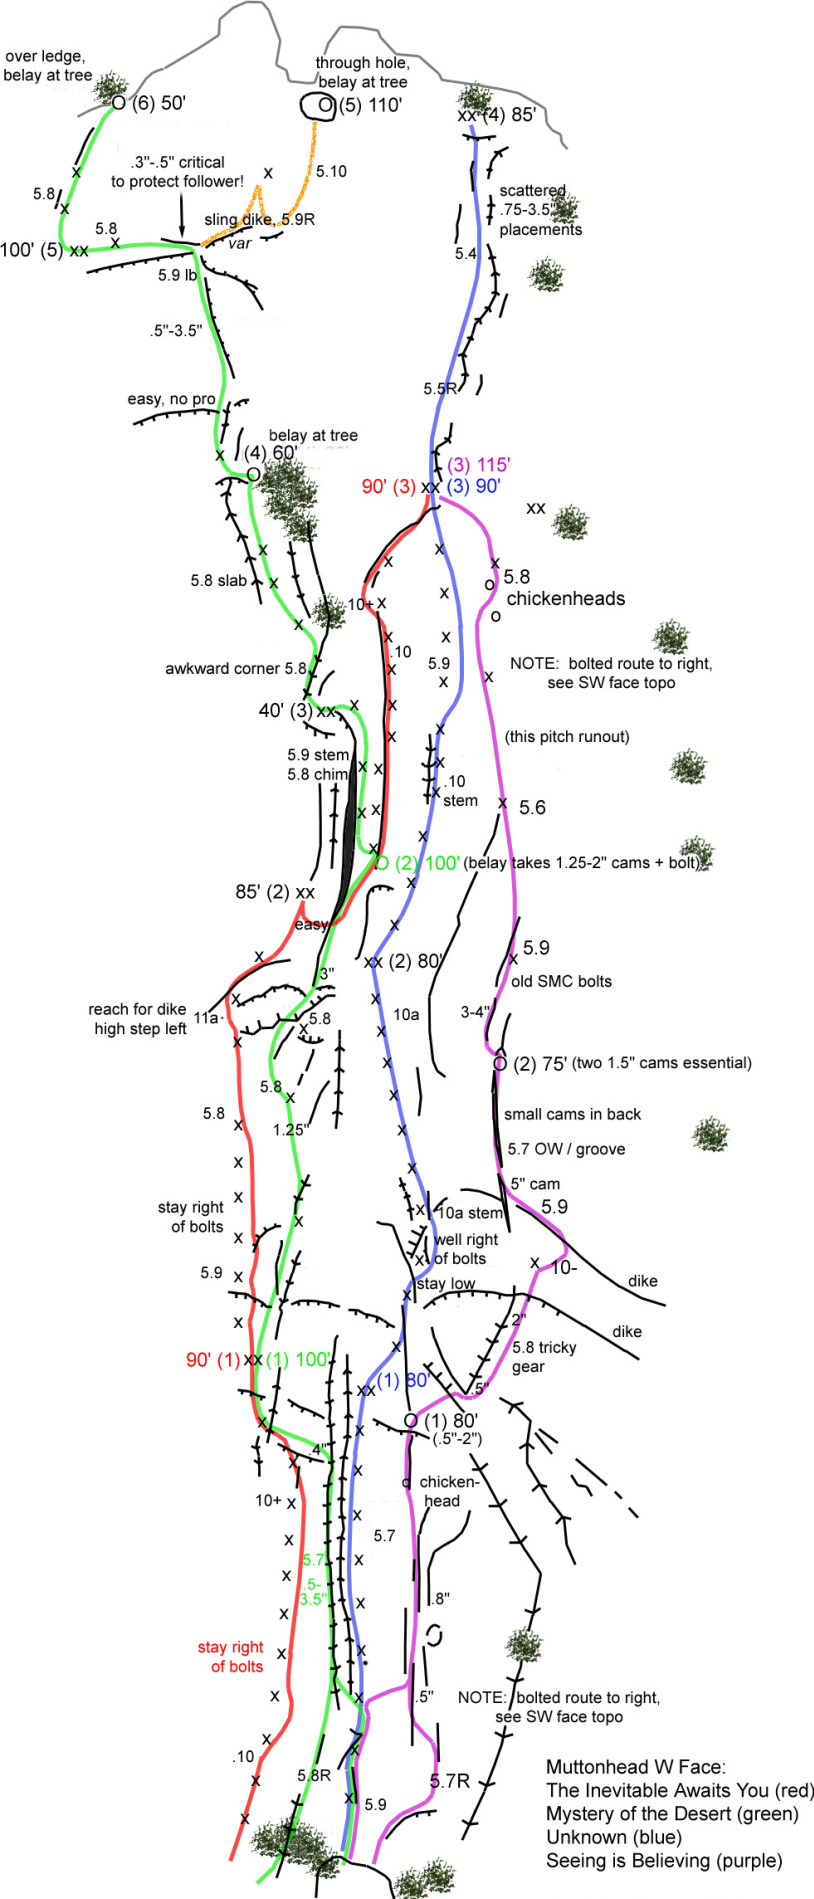 over ledge,
belay at tree
(6) 50'
through hole,
belay at tree
(5) 110'
xx (4) 85'
.3"-.5" critical
to protect follower!
x
5.10
x
5.8
x
scattered
.75-3.5"
placements
sling dike, 5.9R
var
5.8
x
100' (5) xx
5.4
5.9 lb
.5"-3.5"
5.5R
easy, no pro
belay at tree
x
(4) 60'
(3) 115'
90' (3) xx (3) 90'
xx
x
x
x
x
5.8
5.8 slab
x
x
chickenheads
10+
x
x
x
x
.10
5.9
NOTE: bolted route to right,
see SW face topo
awkward corner 5.8
x
x
x
40' (3) xx
x
x
x
x
(this pitch runout)
5.9 stem
5.8 chim
x
x
x
.10
stem
x
x
5.6
x
x
x
x
(2) 100' (belay takes 1.25-2" cams + bolt)
85' (2) xx
x
easy
x
5.9
x
x
xx (2) 80'
3"
old SMC bolts
x
x
reach for dike
high step left
11a
5.8
x
10a
3-4"
x
x
x
(2) 75' (two 1.5" cams essential)
5.8
x
x
5.8
x
1.25"
x
small cams in back
5.7 OW / groove
x
x
5" cam
x
stay right
of bolts
x
x
10a stem
5.9
x
well right
of bolts
x
x
10-
5.9
x
stay low
x
dike
x
2"
dike
5.8 tricky
gear
x
90' (1) xx (1) 100'
(1) 80'
xx
.5"
x
(1) 80'
(.5"-2")
x
.4"
x
x
chicken-
head
10+
x
x
x
5.7
5.7
x
x
.5-
3.5"
x
x
.8"
stay right
of bolts
x
x
x
.5"
x
NOTE: bolted route to right,
see SW face topo
x
.10
x
x
5.8R
5.7R
x
5.9
x
Muttonhead W Face:
The Inevitable Awaits You (red)
Mystery of the Desert (green)
Unknown (blue)
Seeing is Believing (purple)